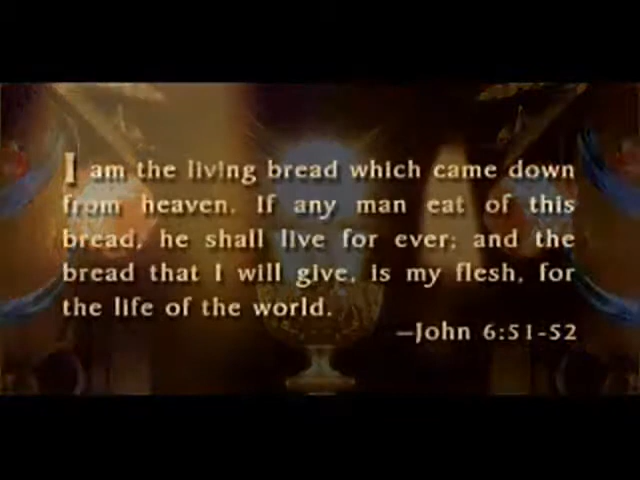 I am the living bread which came down
from heaven. If any man eat of this
bread, he shall live for ever; and the
bread that I will give, is my flesh, for
the life of the world.
—John 6:51-52